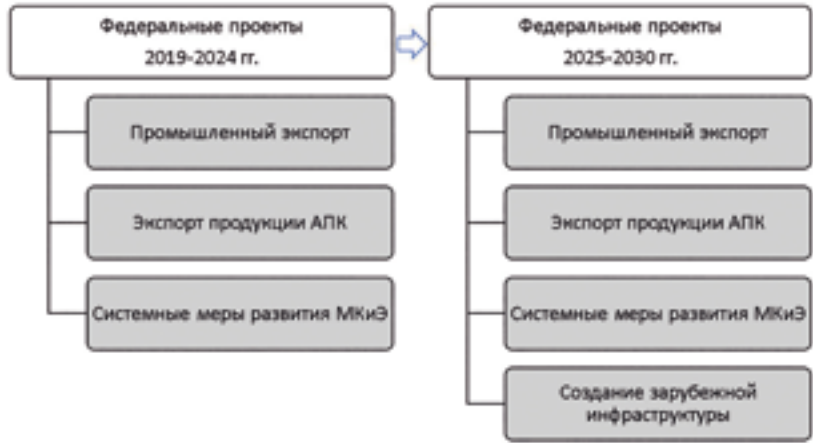 Федеральные проекты
2019-2024 гг.
Промышленный экспорт
Экспорт продукции АПК
Системные меры развития МКиЭ
Федеральные проекты
2025-2030 гг.
Промышленный экспорт
Экспорт продукции АПК
Системные меры развития МКиЭ
Создание зарубежной
инфраструктуры